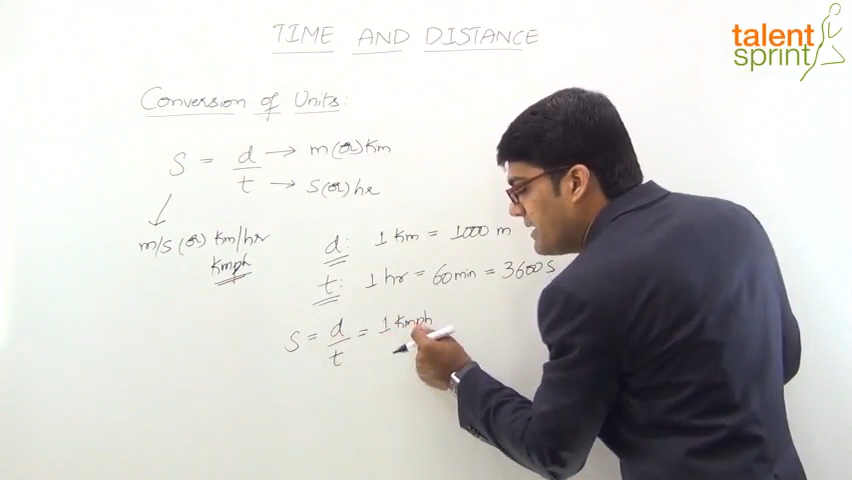 TIME AND DISTANCE
talent
sprint
Conversion of Units:
S = d/t → m (or) Km
→ s (or) hr
m/s (or) Km/hr
Kmph
d: 1 Km = 1000 m
t: 1 hr = 60 min = 3600 s
S = d/t = 1 Kmph